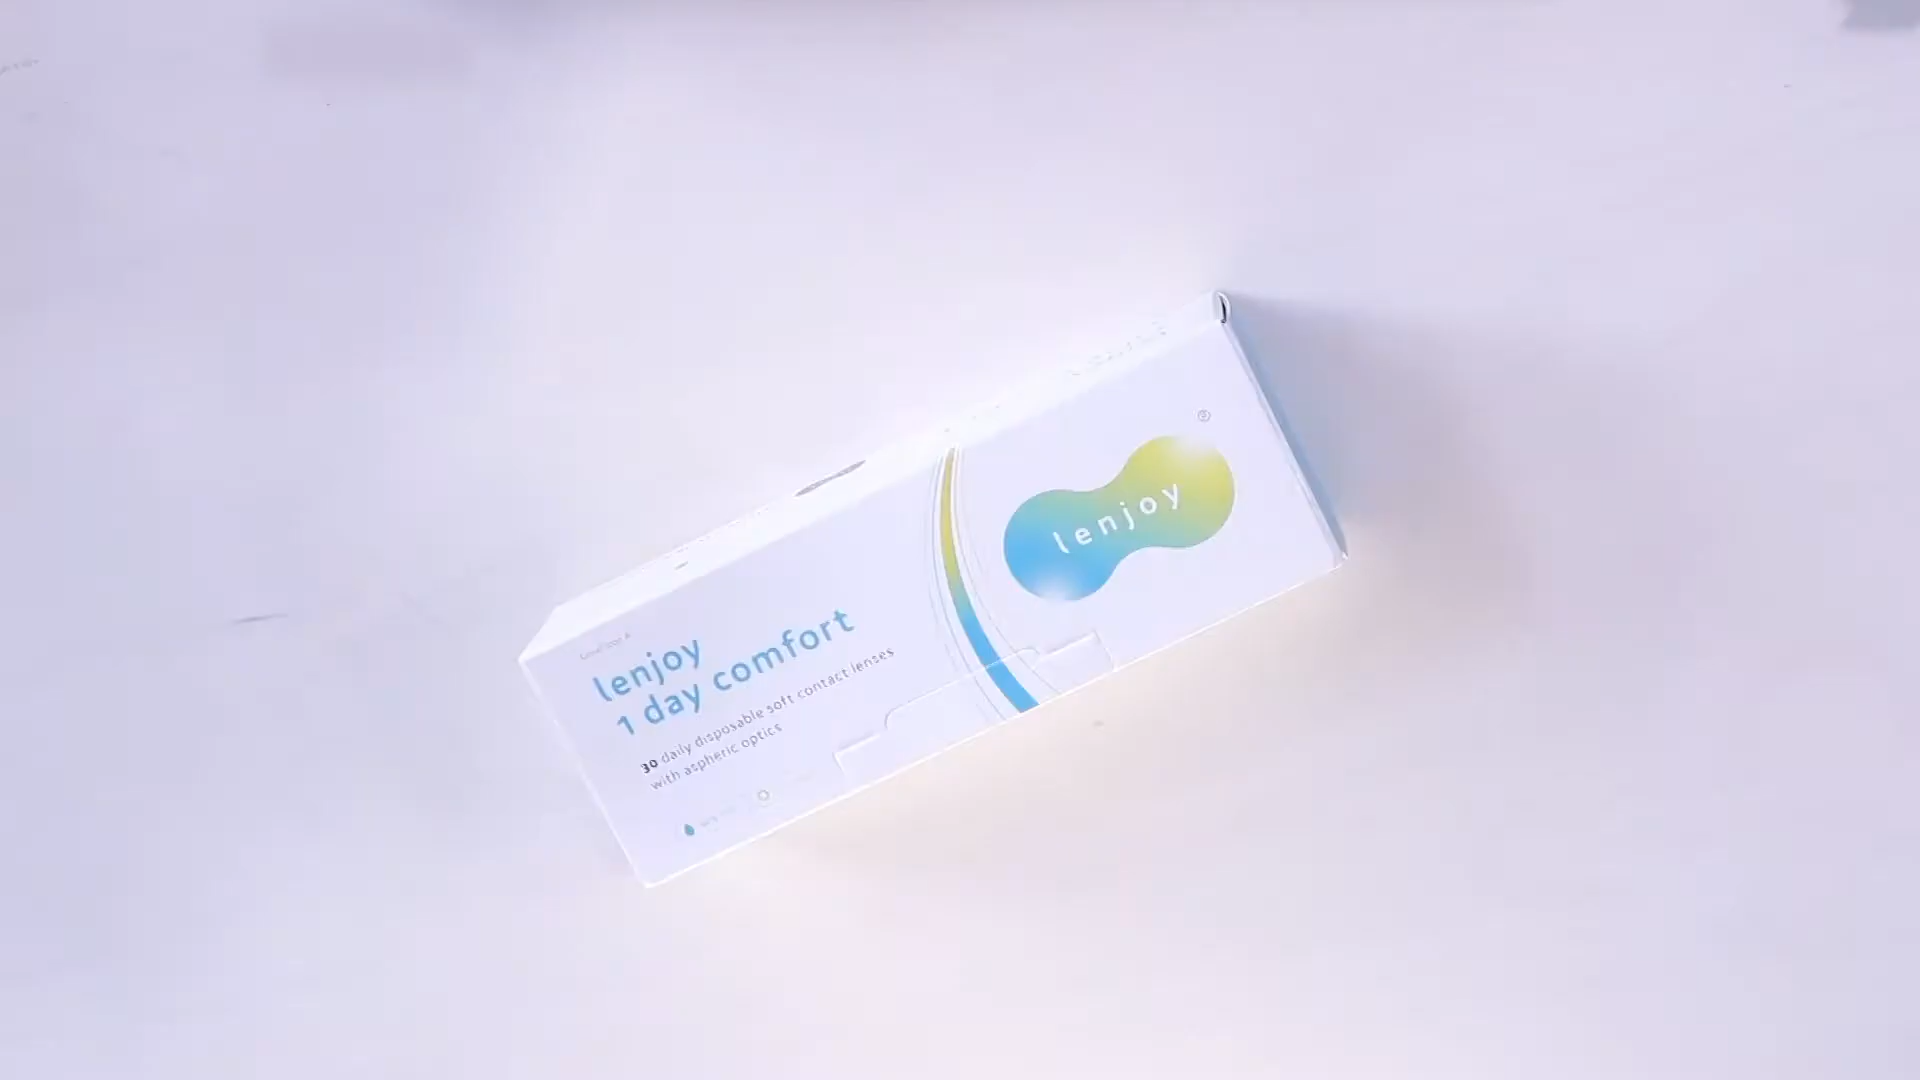 lenjoy
1 day comfort
30 daily disposable soft contact lenses
with aspheric optics
lenjoy
®